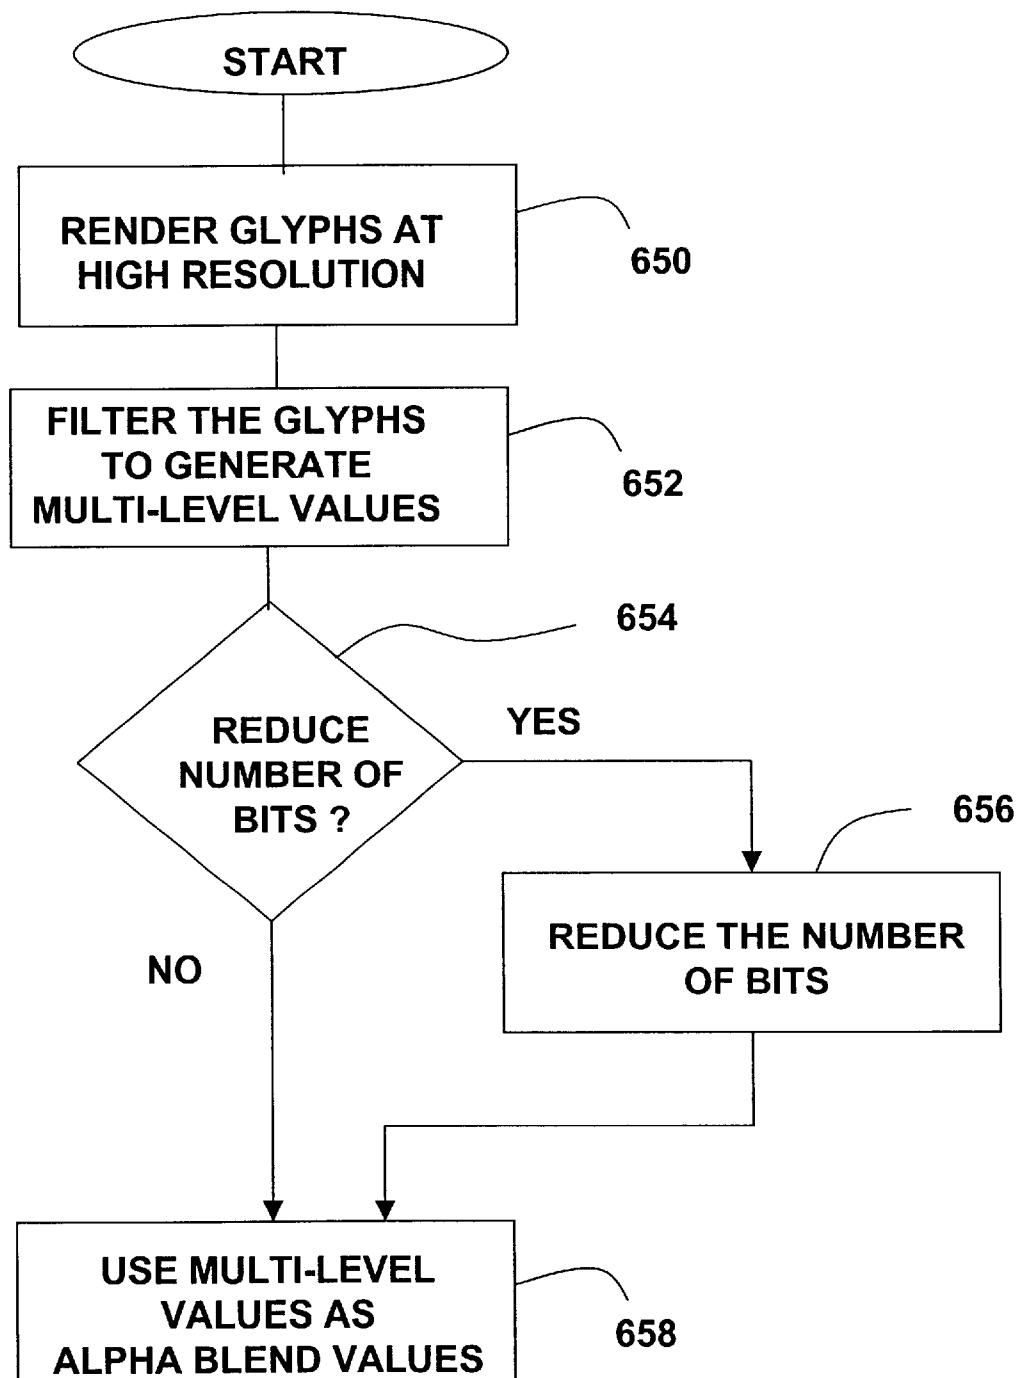 START
RENDER GLYPHS AT
HIGH RESOLUTION
650
FILTER THE GLYPHS
TO GENERATE
MULTI-LEVEL VALUES
652
654
REDUCE
NUMBER OF
BITS ?
YES
656
REDUCE THE NUMBER
OF BITS
NO
USE MULTI-LEVEL
VALUES AS
ALPHA BLEND VALUES
658